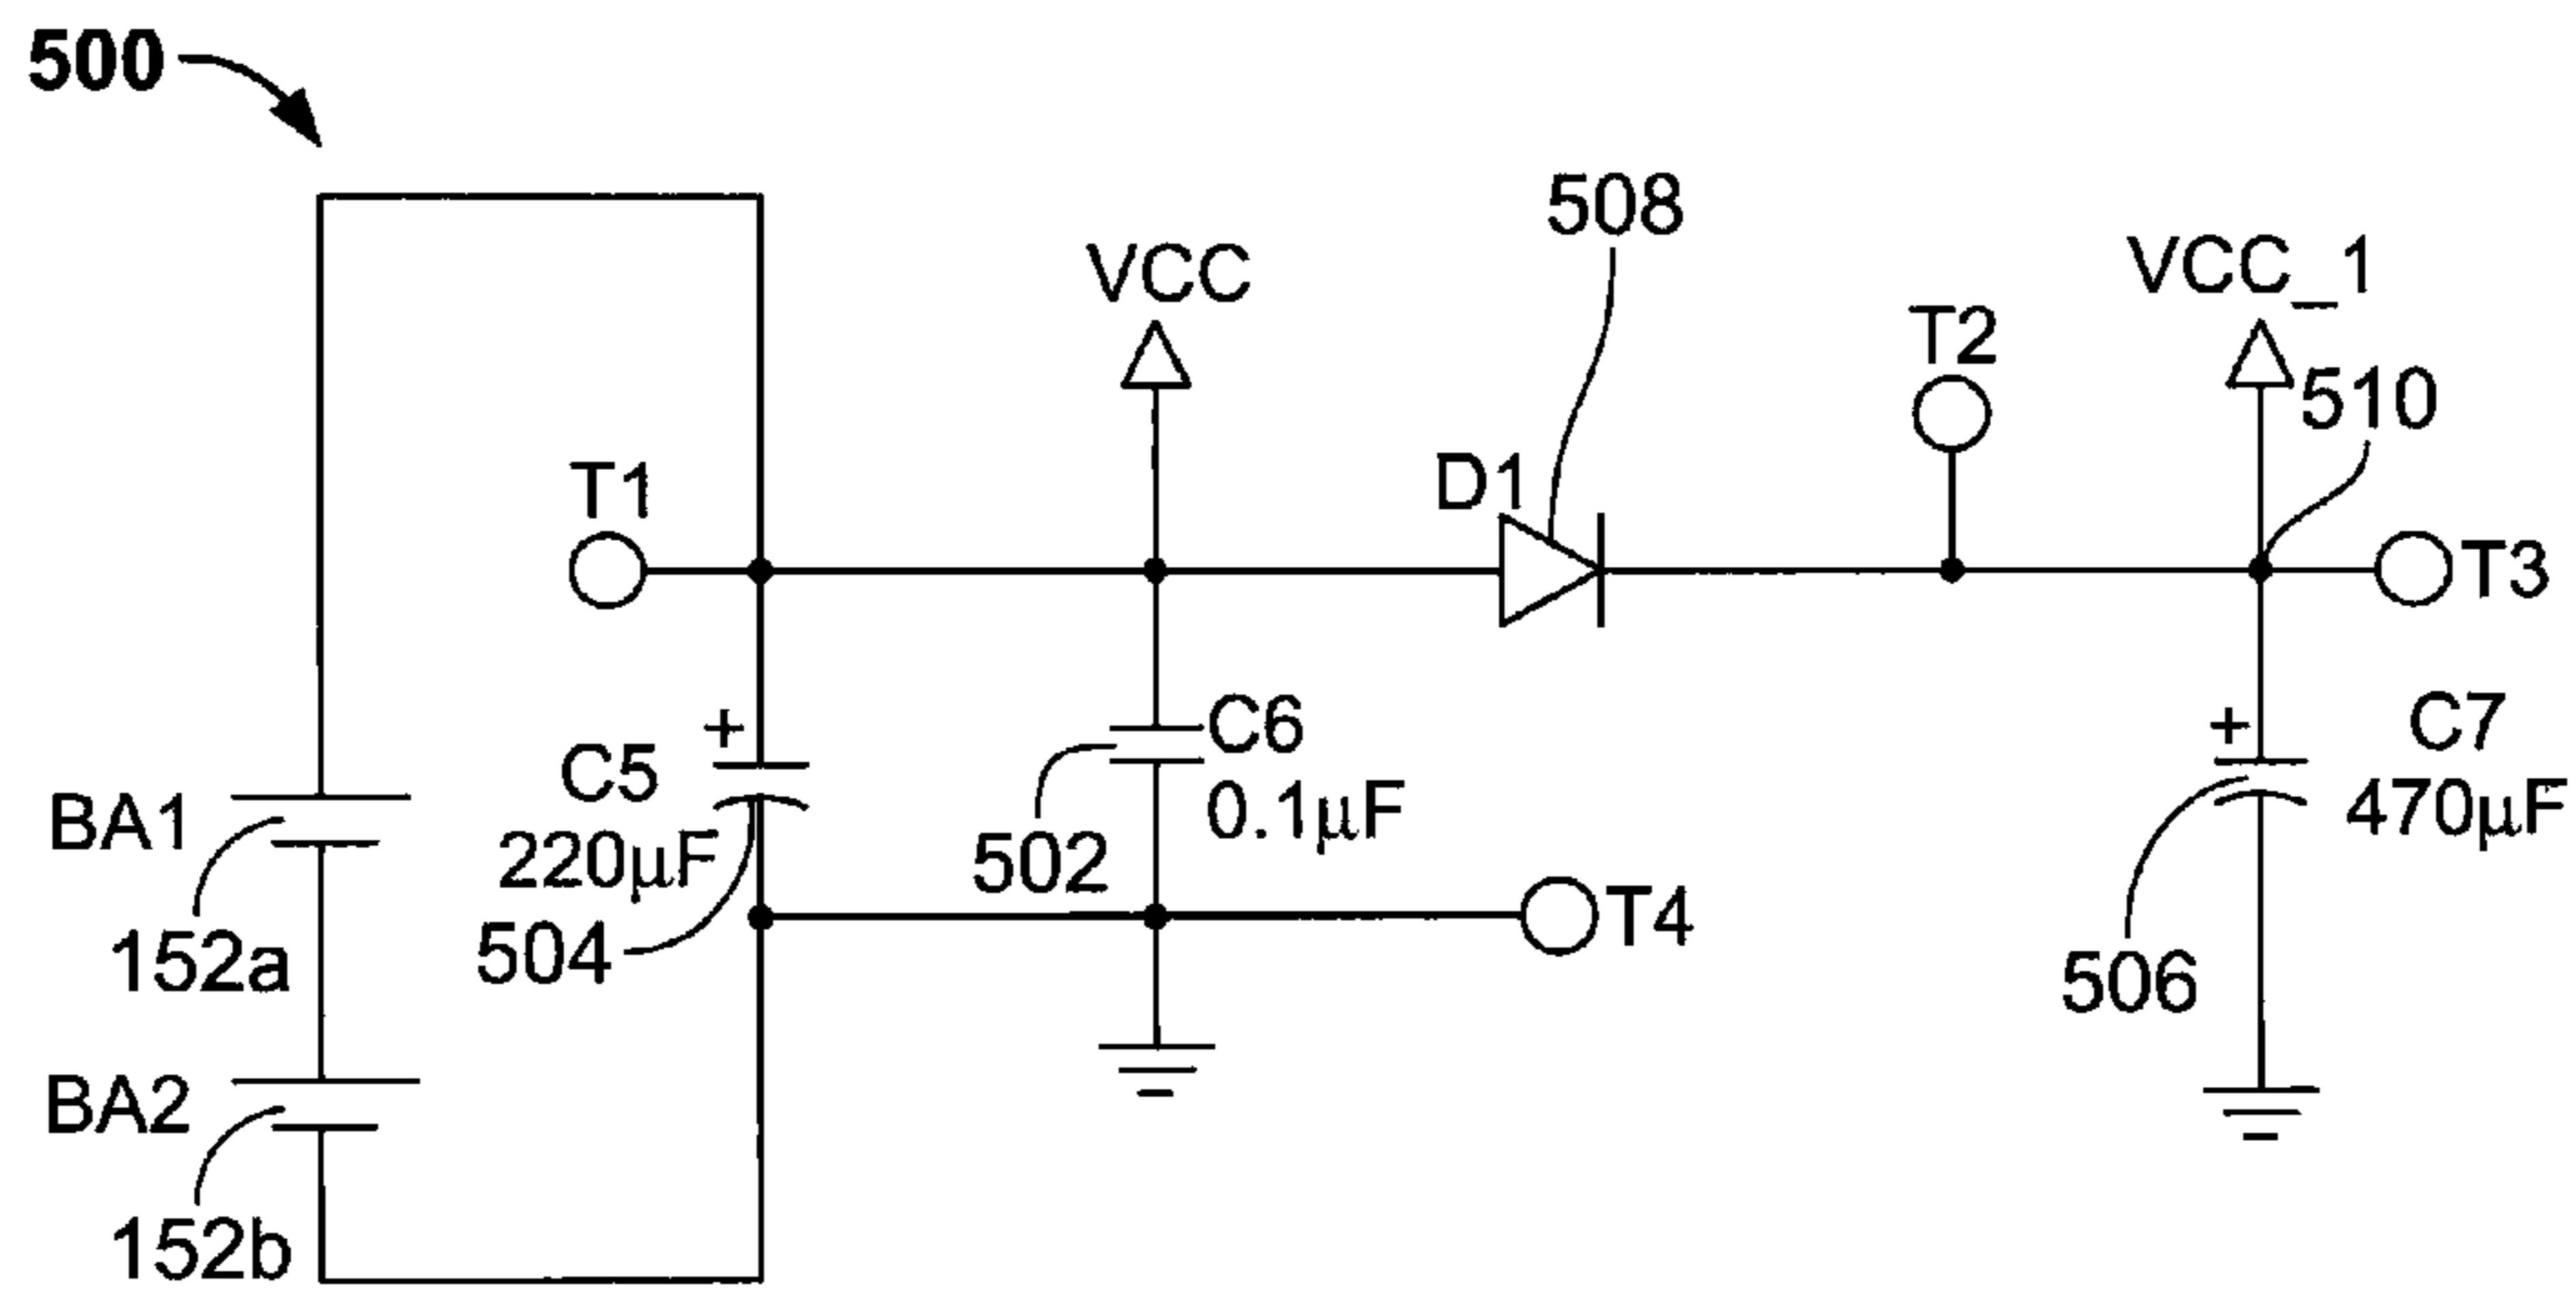 500
508
VCC
VCC_1
T2
510
D1
T1
T3
C6
C7
+
+
C5
0.1µF
470µF
BA1
220µF
502
T4
152a
504
506
BA2
152b